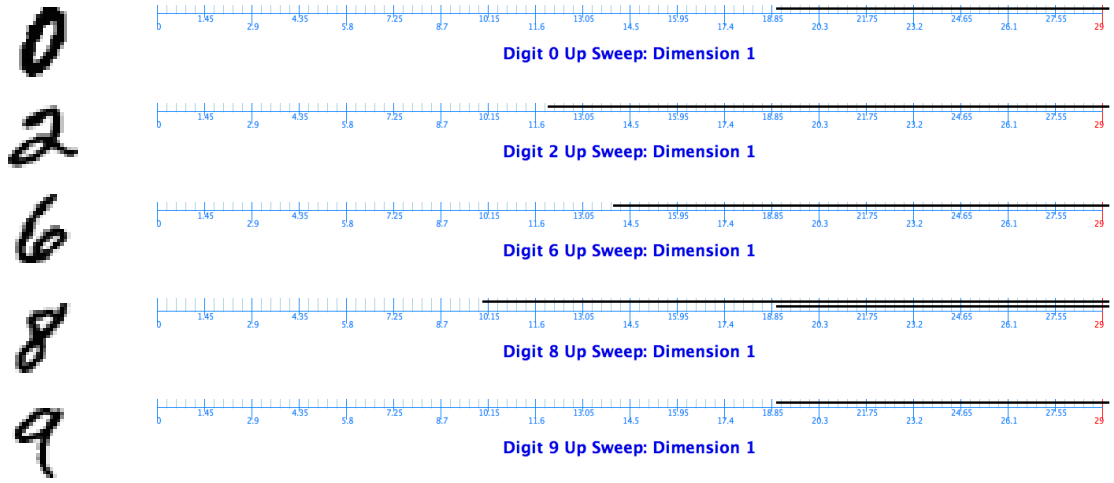 0
0 1.45 2.9 4.35 5.8 7.25 8.7 10.15 11.6 13.05 14.5 15.95 17.4 18.85 20.3 21.75 23.2 24.65 26.1 27.55 29
Digit 0 Up Sweep: Dimension 1
2
0 1.45 2.9 4.35 5.8 7.25 8.7 10.15 11.6 13.05 14.5 15.95 17.4 18.85 20.3 21.75 23.2 24.65 26.1 27.55 29
Digit 2 Up Sweep: Dimension 1
6
0 1.45 2.9 4.35 5.8 7.25 8.7 10.15 11.6 13.05 14.5 15.95 17.4 18.85 20.3 21.75 23.2 24.65 26.1 27.55 29
Digit 6 Up Sweep: Dimension 1
8
0 1.45 2.9 4.35 5.8 7.25 8.7 10.15 11.6 13.05 14.5 15.95 17.4 18.85 20.3 21.75 23.2 24.65 26.1 27.55 29
Digit 8 Up Sweep: Dimension 1
9
0 1.45 2.9 4.35 5.8 7.25 8.7 10.15 11.6 13.05 14.5 15.95 17.4 18.85 20.3 21.75 23.2 24.65 26.1 27.55 29
Digit 9 Up Sweep: Dimension 1